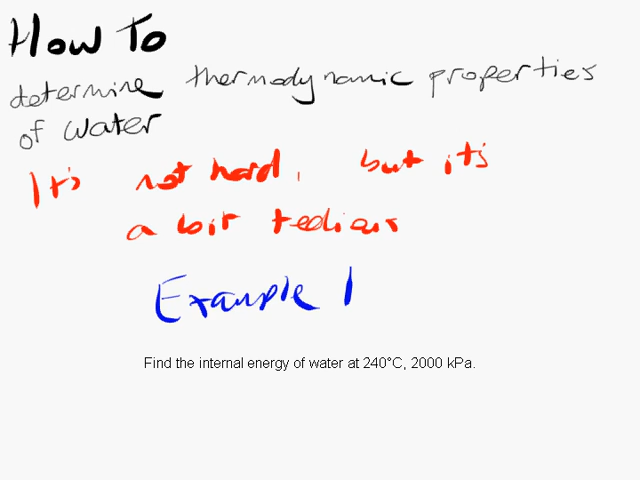 How To
determine thermodynamic properties
of water
It's not hard, but it's
a bit tedious
Example 1
Find the internal energy of water at 240°C, 2000 kPa.